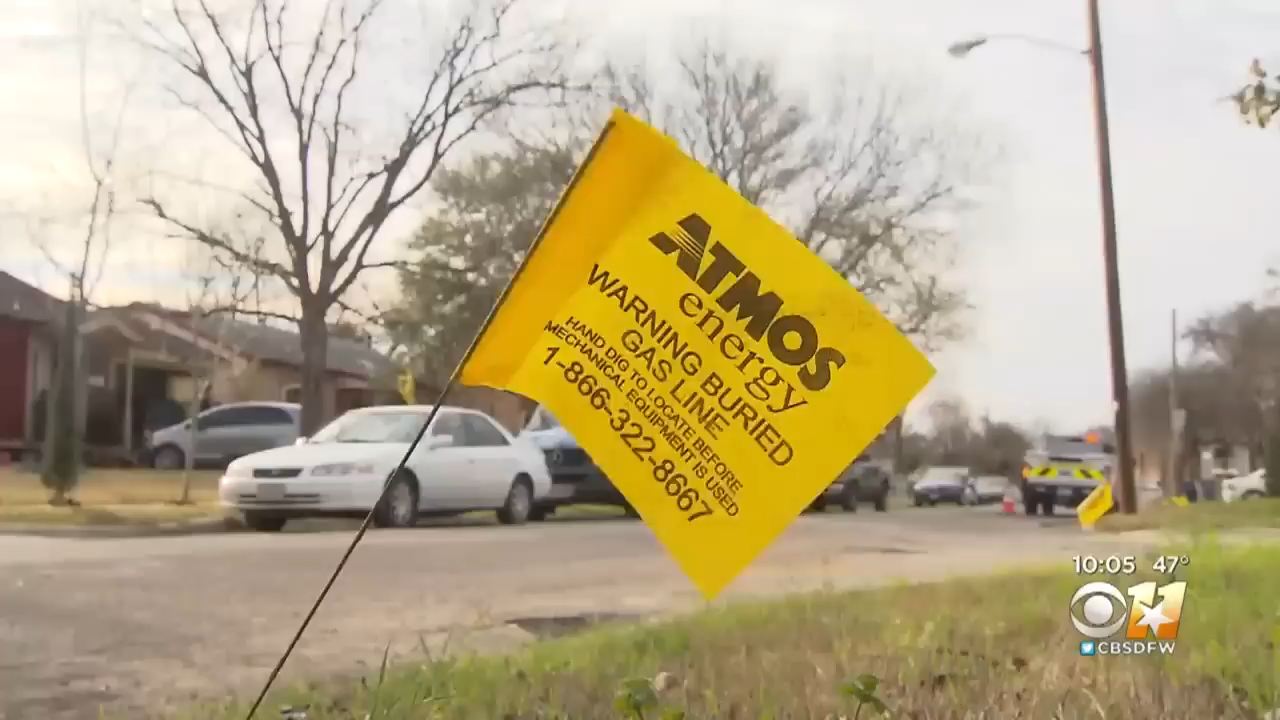 ATMOS
energy
WARNING BURIED
GAS LINE
HAND DIG TO LOCATE BEFORE
MECHANICAL EQUIPMENT IS USED
1-866-322-8667
10:05 47°
11
CBSDFW